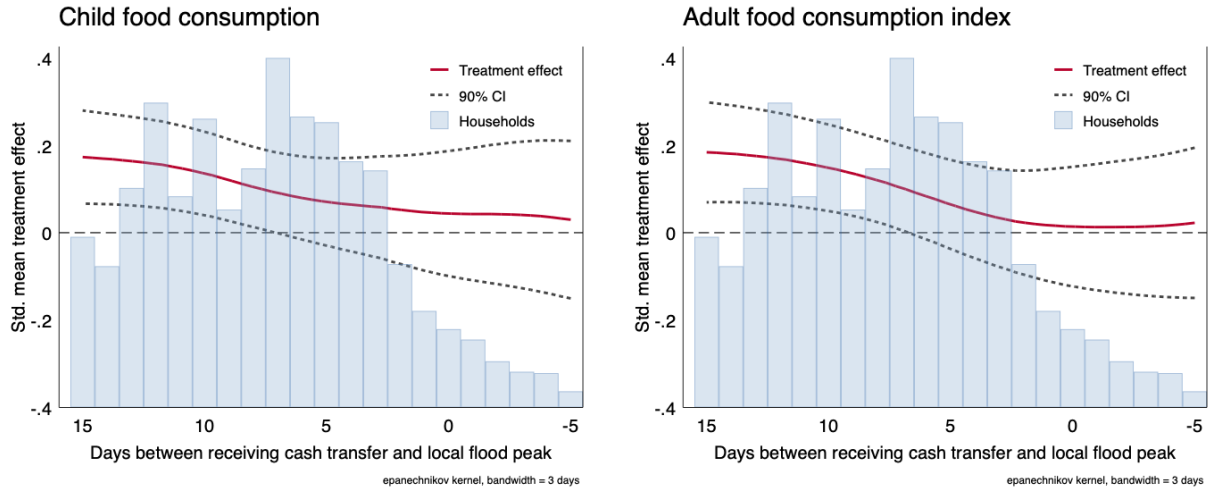 Child food consumption
.4
.2
0
-.2
-.4
Std. mean treatment effect
Treatment effect
90% CI
Households
15 10 5 0 -5
Days between receiving cash transfer and local flood peak
epanechnikov kernel, bandwidth = 3 days
Adult food consumption index
.4
.2
0
-.2
-.4
Std. mean treatment effect
Treatment effect
90% CI
Households
15 10 5 0 -5
Days between receiving cash transfer and local flood peak
epanechnikov kernel, bandwidth = 3 days